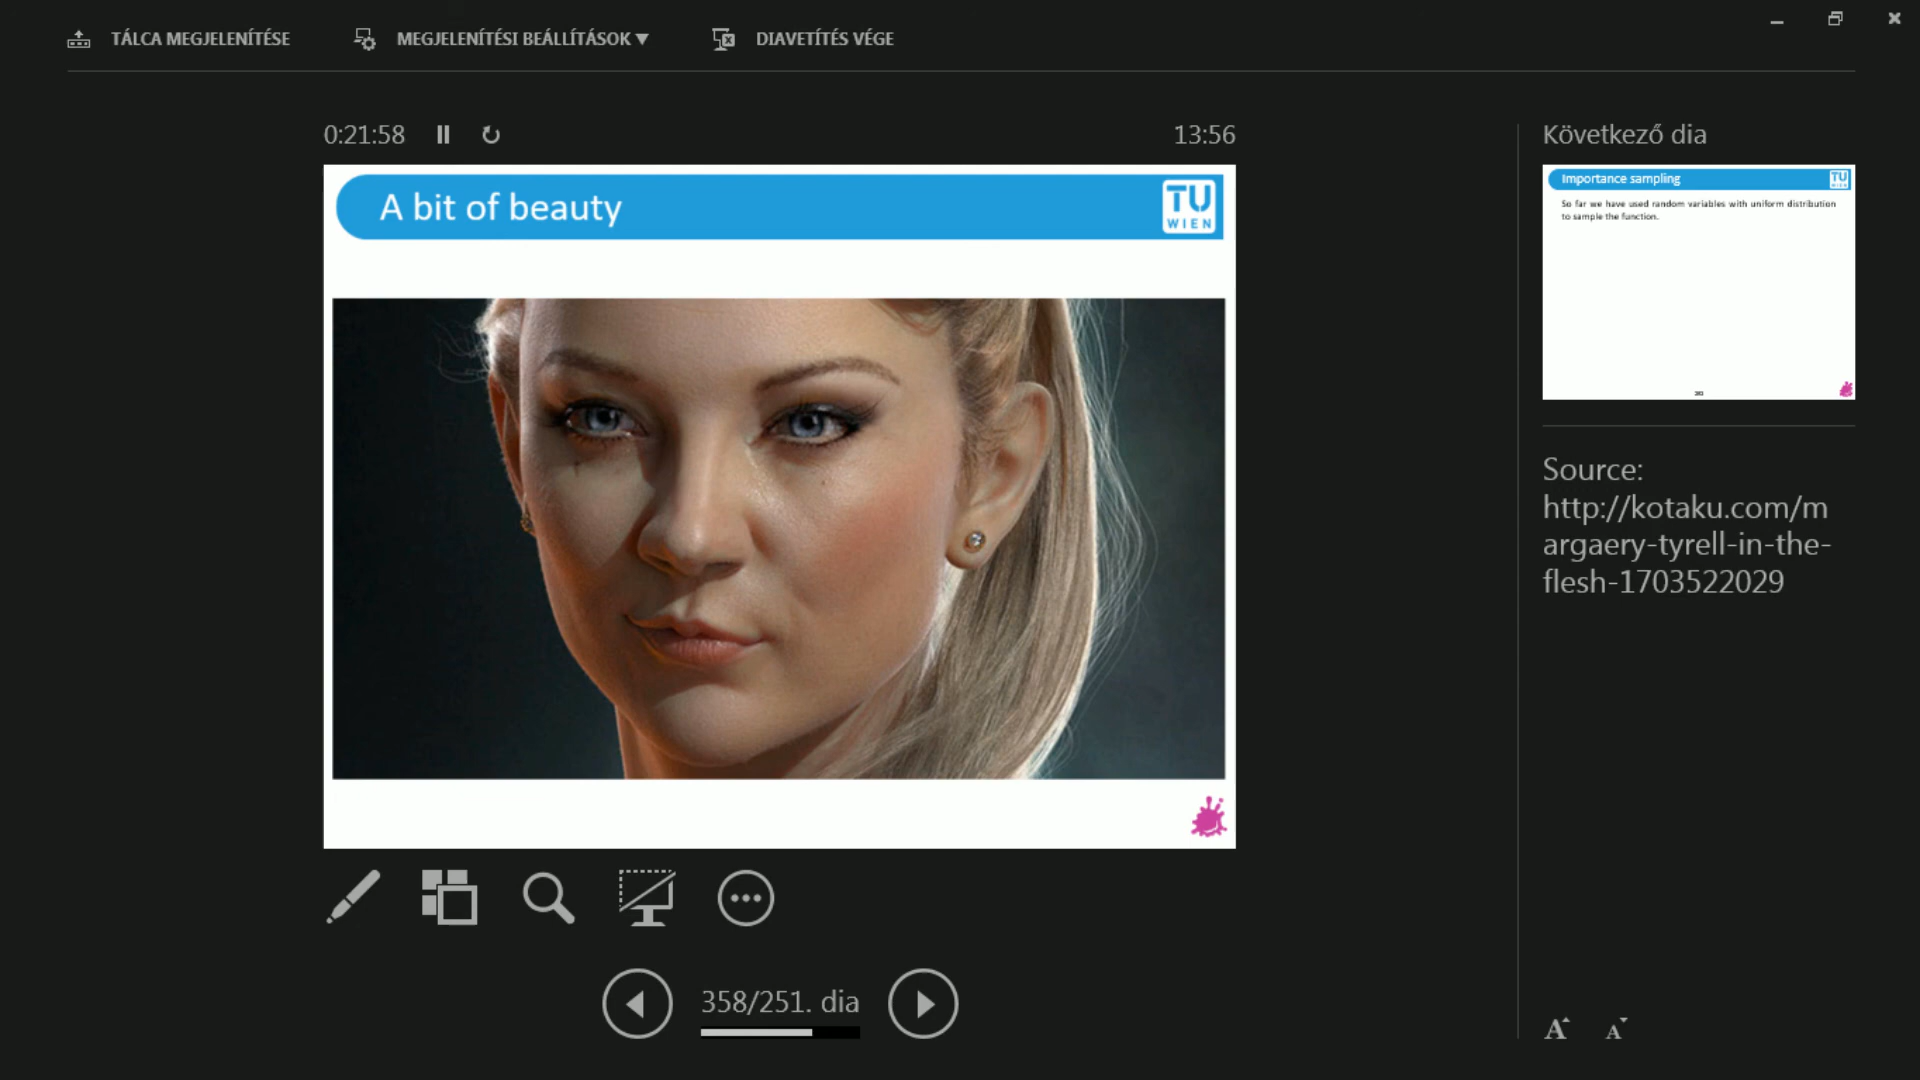 TÁLCA MEGJELENÍTÉSE
MEGJELENÍTÉSI BEÁLLÍTÁSOK ▼
DIAVETÍTÉS VÉGE
0:21:58
13:56
A bit of beauty
TU
WIEN
358/251. dia
Következő dia
Importance sampling
TU
WIEN
So far we have used random variables with uniform distribution
to sample the function.
Source:
http://kotaku.com/m
argaery-tyrell-in-the-
flesh-1703522029
A
A